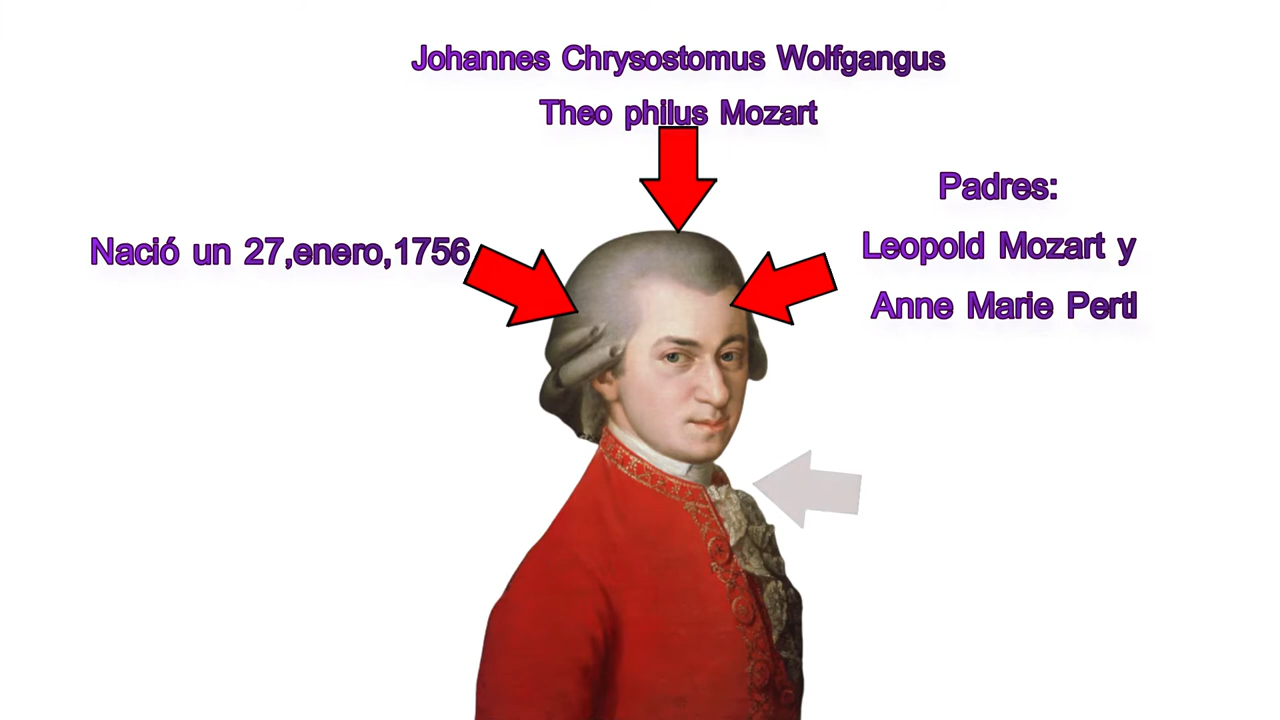 Johannes Chrysostomus Wolfgangus
Theo philus Mozart
Nació un 27,enero,1756
Padres:
Leopold Mozart y
Anne Marie Pertl